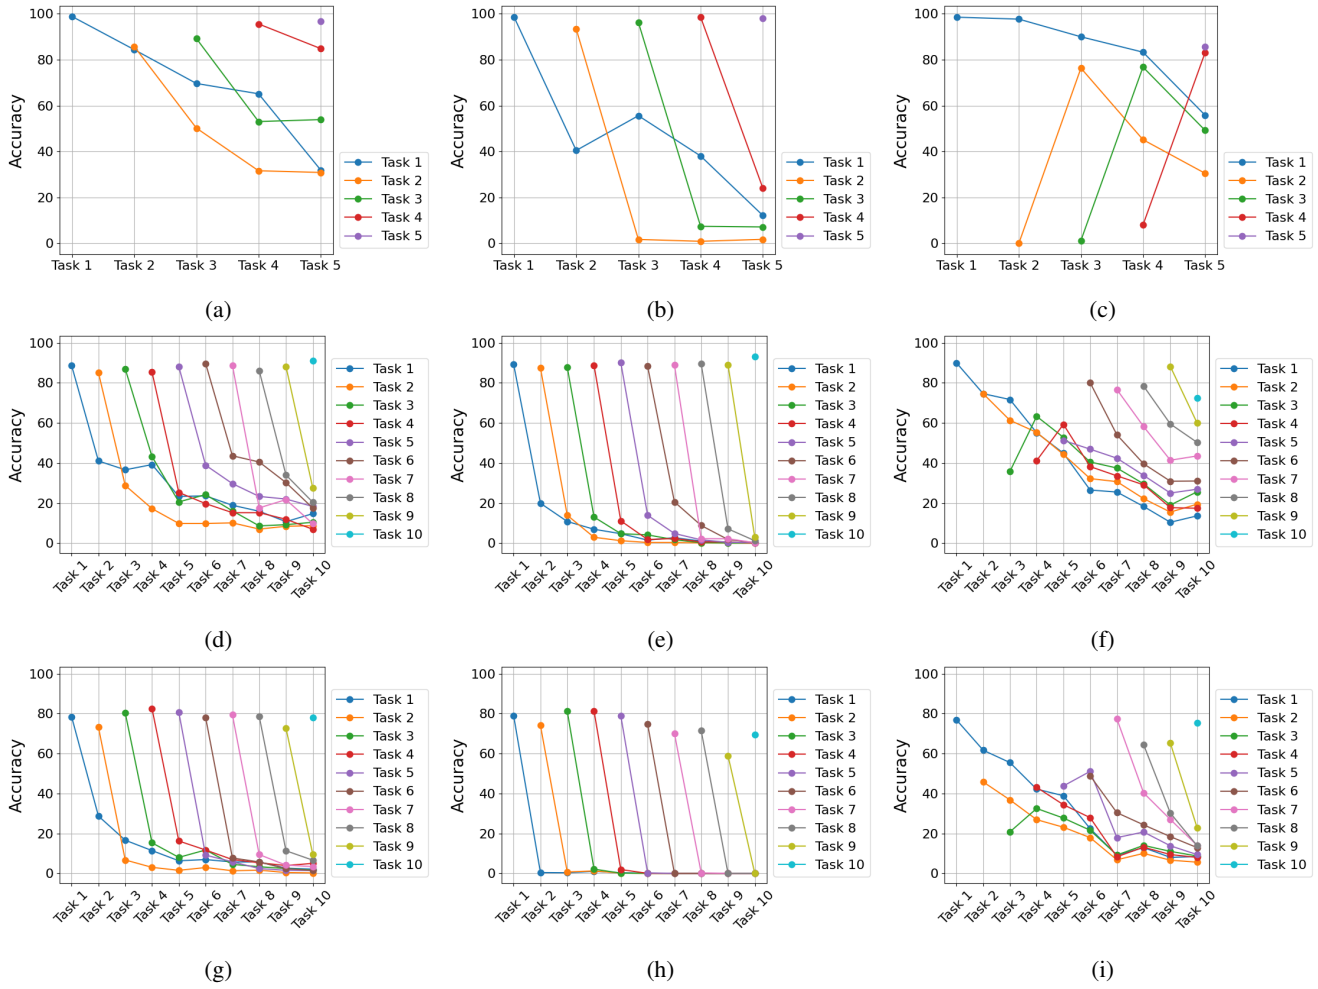 100
80
60
40
20
0
Accuracy
Task 1
Task 2
Task 3
Task 4
Task 5
Task 1
Task 2
Task 3
Task 4
Task 5
(a)
100
80
60
40
20
0
Accuracy
Task 1
Task 2
Task 3
Task 4
Task 5
Task 1
Task 2
Task 3
Task 4
Task 5
(b)
100
80
60
40
20
0
Accuracy
Task 1
Task 2
Task 3
Task 4
Task 5
Task 1
Task 2
Task 3
Task 4
Task 5
(c)
100
80
60
40
20
0
Accuracy
Task 1
Task 2
Task 3
Task 4
Task 5
Task 6
Task 7
Task 8
Task 9
Task 10
Task 1
Task 2
Task 3
Task 4
Task 5
Task 6
Task 7
Task 8
Task 9
Task 10
(d)
100
80
60
40
20
0
Accuracy
Task 1
Task 2
Task 3
Task 4
Task 5
Task 6
Task 7
Task 8
Task 9
Task 10
Task 1
Task 2
Task 3
Task 4
Task 5
Task 6
Task 7
Task 8
Task 9
Task 10
(e)
100
80
60
40
20
0
Accuracy
Task 1
Task 2
Task 3
Task 4
Task 5
Task 6
Task 7
Task 8
Task 9
Task 10
Task 1
Task 2
Task 3
Task 4
Task 5
Task 6
Task 7
Task 8
Task 9
Task 10
(f)
100
80
60
40
20
0
Accuracy
Task 1
Task 2
Task 3
Task 4
Task 5
Task 6
Task 7
Task 8
Task 9
Task 10
Task 1
Task 2
Task 3
Task 4
Task 5
Task 6
Task 7
Task 8
Task 9
Task 10
(g)
100
80
60
40
20
0
Accuracy
Task 1
Task 2
Task 3
Task 4
Task 5
Task 6
Task 7
Task 8
Task 9
Task 10
Task 1
Task 2
Task 3
Task 4
Task 5
Task 6
Task 7
Task 8
Task 9
Task 10
(h)
100
80
60
40
20
0
Accuracy
Task 1
Task 2
Task 3
Task 4
Task 5
Task 6
Task 7
Task 8
Task 9
Task 10
Task 1
Task 2
Task 3
Task 4
Task 5
Task 6
Task 7
Task 8
Task 9
Task 10
(i)